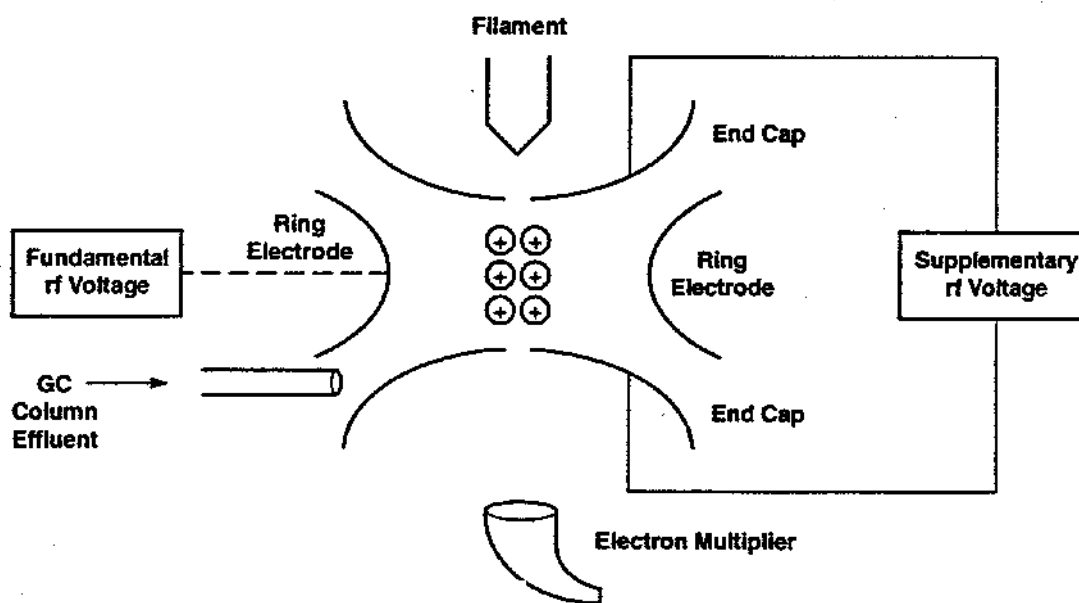 Filament
End Cap
Ring
Electrode
Fundamental
rf Voltage
Ring
Electrode
Supplementary
rf Voltage
GC
Column
Effluent
End Cap
Electron Multiplier
+ +
+ +
+ +